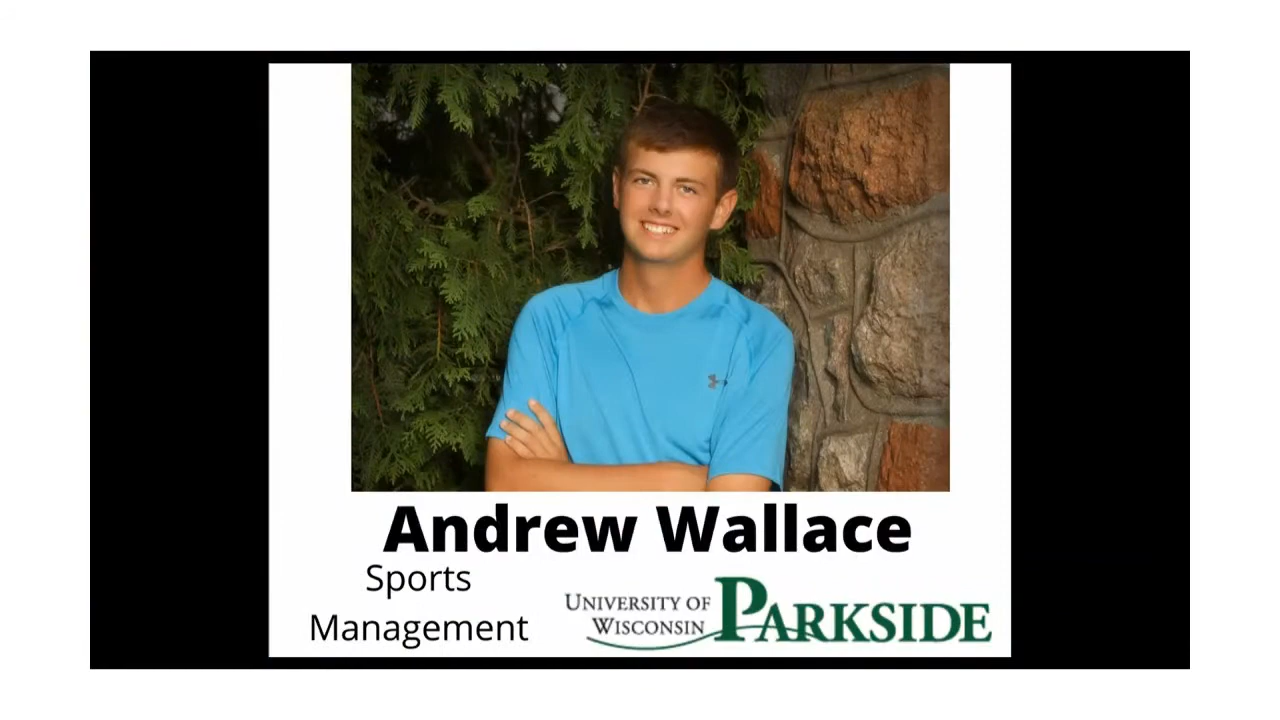 Andrew Wallace
Sports
Management
UNIVERSITY OF
WISCONSIN
PARKSIDE